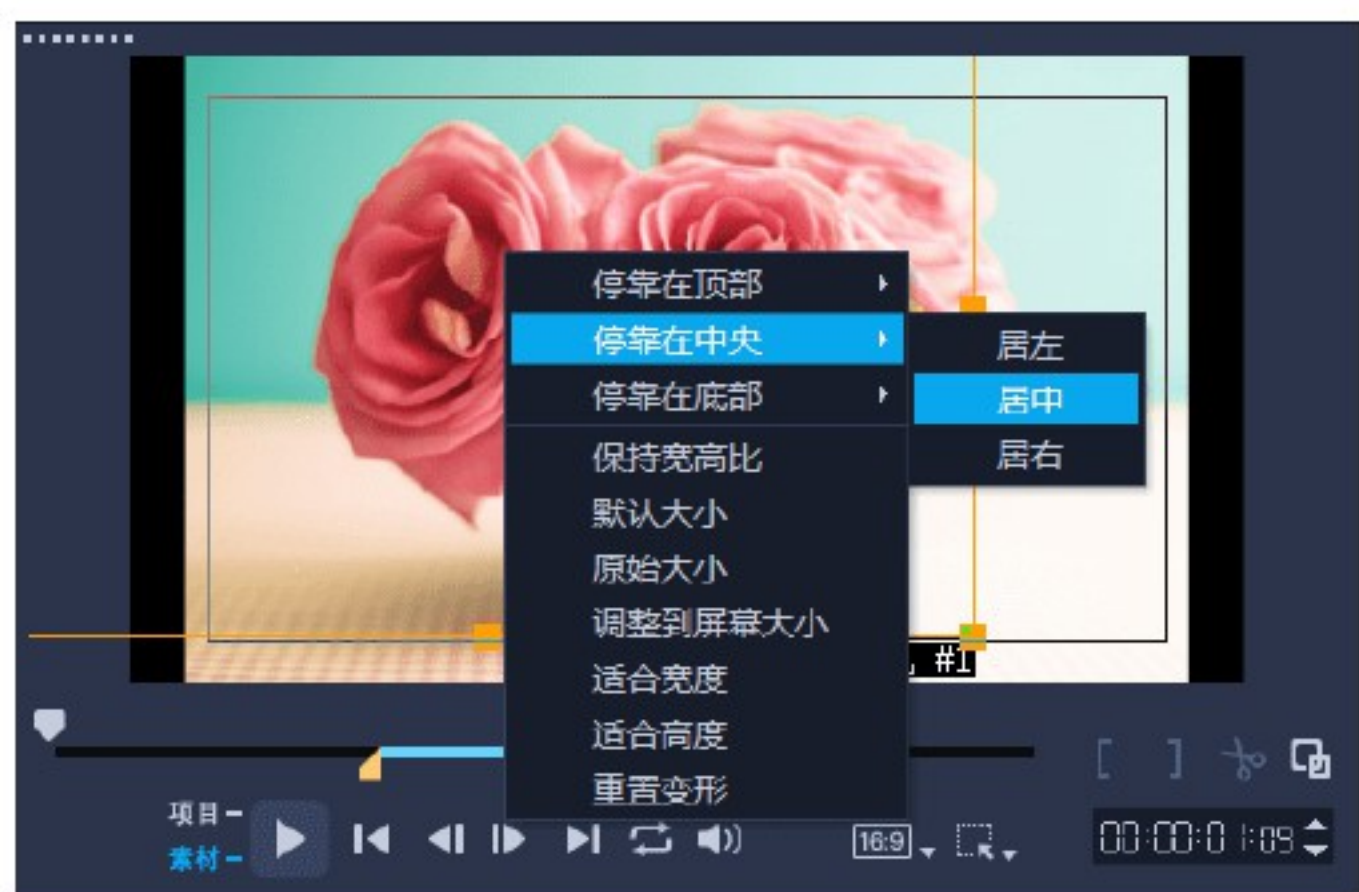 停靠在顶部
停靠在中央
居左
停靠在底部
居中
居右
保持宽高比
默认大小
原始大小
调整到屏幕大小
#1
适合宽度
适合高度
重置变形
[ ]
项目
素材
16:9
00:00:01:09